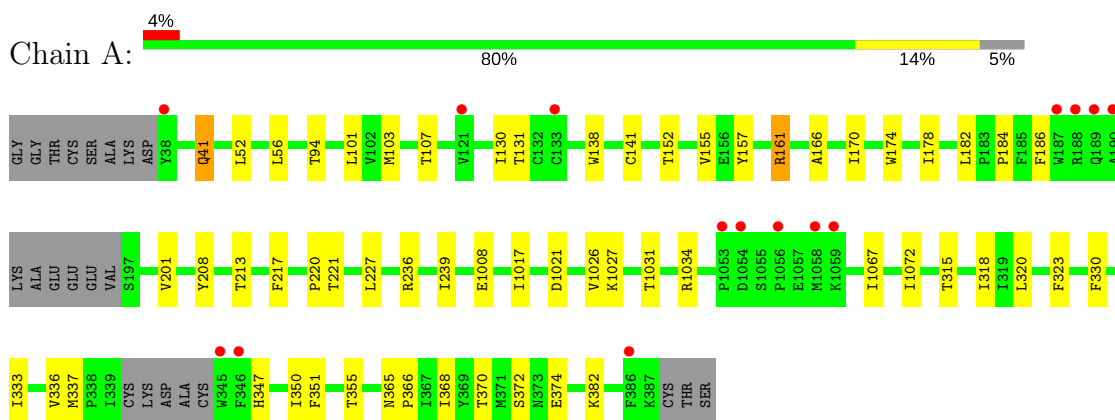 4%
Chain A:
80% 14% 5%
GLY GLY THR CYS SER ALA LYS ASP Y38 Q41 L52 L56 T94 L101 V102 M103 T107 V121 I130 T131 C132 C133 W138 C141 T152 V155 E156 Y157 R161 A166 I170 W174 I178 L182 P183 P184 F185 F186 W187 R188 Q189 A190
LYS ALA GLU GLU GLU VAL S197 V201 Y208 T213 F217 P220 T221 L227 R236 I239 E1008 I1017 D1021 V1026 K1027 T1031 R1034 P1053 D1054 S1055 P1056 E1057 M1058 K1059 I1067 I1072 T315 I318 I319 L320 F323 F330
I333 V336 M337 P338 I339 CYS LYS ASP ALA CYS W345 F346 H347 I350 F351 T355 N365 P366 I367 I368 Y369 T370 M371 S372 N373 E374 K382 F386 K387 CYS THR SER